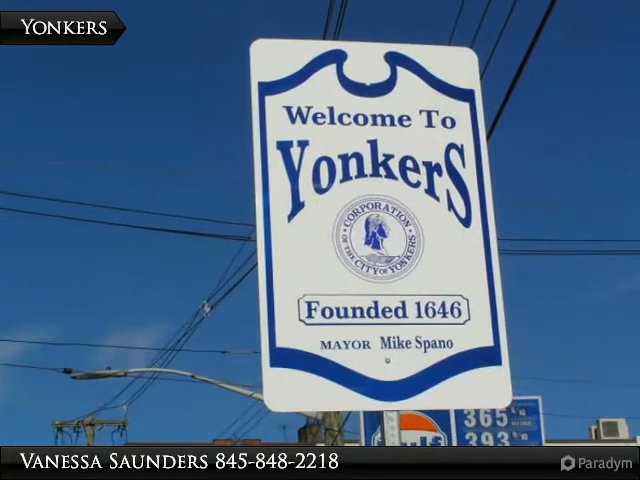 Yonkers
Welcome To
Yonkers
CORPORATION
OF THE CITY OF YONKERS
Founded 1646
MAYOR Mike Spano
Gulf
365
393
Vanessa Saunders 845-848-2218
Paradym